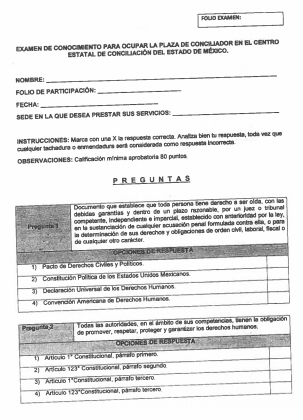 FOLIO EXAMEN:
EXAMEN DE CONOCIMIENTO PARA OCUPAR LA PLAZA DE CONCILIADOR EN EL CENTRO
ESTATAL DE CONCILIACIÓN DEL ESTADO DE MÉXICO.
NOMBRE:
FOLIO DE PARTICIPACIÓN:
FECHA:
SEDE EN LA QUE DESEA PRESTAR SUS SERVICIOS:
INSTRUCCIONES: Marca con una X la respuesta correcta. Analiza bien tu respuesta, toda vez que
cualquier tachadura o enmendadura será considerada como respuesta incorrecta.
OBSERVACIONES: Calificación mínima aprobatoria 80 puntos.
PREGUNTAS
Pregunta 1
Documento que establece que toda persona tiene derecho a ser oída, con las
debidas garantías y dentro de un plazo razonable, por un juez o tribunal
competente, independiente e imparcial, establecido con anterioridad por la ley,
en la sustanciación de cualquier acusación penal formulada contra ella, o para
la determinación de sus derechos y obligaciones de orden civil, laboral, fiscal o
de cualquier otro carácter.
OPCIONES DE RESPUESTA
1) Pacto de Derechos Civiles y Políticos.
2) Constitución Política de los Estados Unidos Mexicanos.
3) Declaración Universal de los Derechos Humanos.
4) Convención Americana de Derechos Humanos.
Pregunta 2
Todas las autoridades, en el ámbito de sus competencias, tienen la obligación
de promover, respetar, proteger y garantizar los derechos humanos.
OPCIONES DE RESPUESTA
1) Artículo 1° Constitucional, párrafo primero.
2) Artículo 123° Constitucional, párrafo segundo.
3) Artículo 1°Constitucional, párrafo tercero.
4) Artículo 123°Constitucional, párrafo tercero.